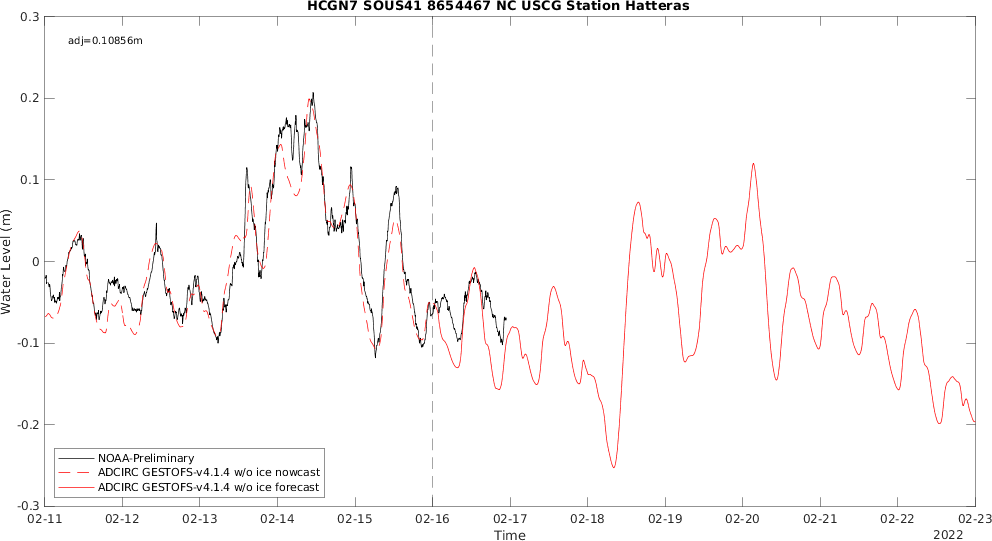 HCGN7 SOUS41 8654467 NC USCG Station Hatteras
adj=0.10856m
0.3
0.2
0.1
0
-0.1
-0.2
-0.3
Water Level (m)
NOAA-Preliminary
ADCIRC GESTOFS-v4.1.4 w/o ice nowcast
ADCIRC GESTOFS-v4.1.4 w/o ice forecast
02-11 02-12 02-13 02-14 02-15 02-16 02-17 02-18 02-19 02-20 02-21 02-22 02-23
Time
2022